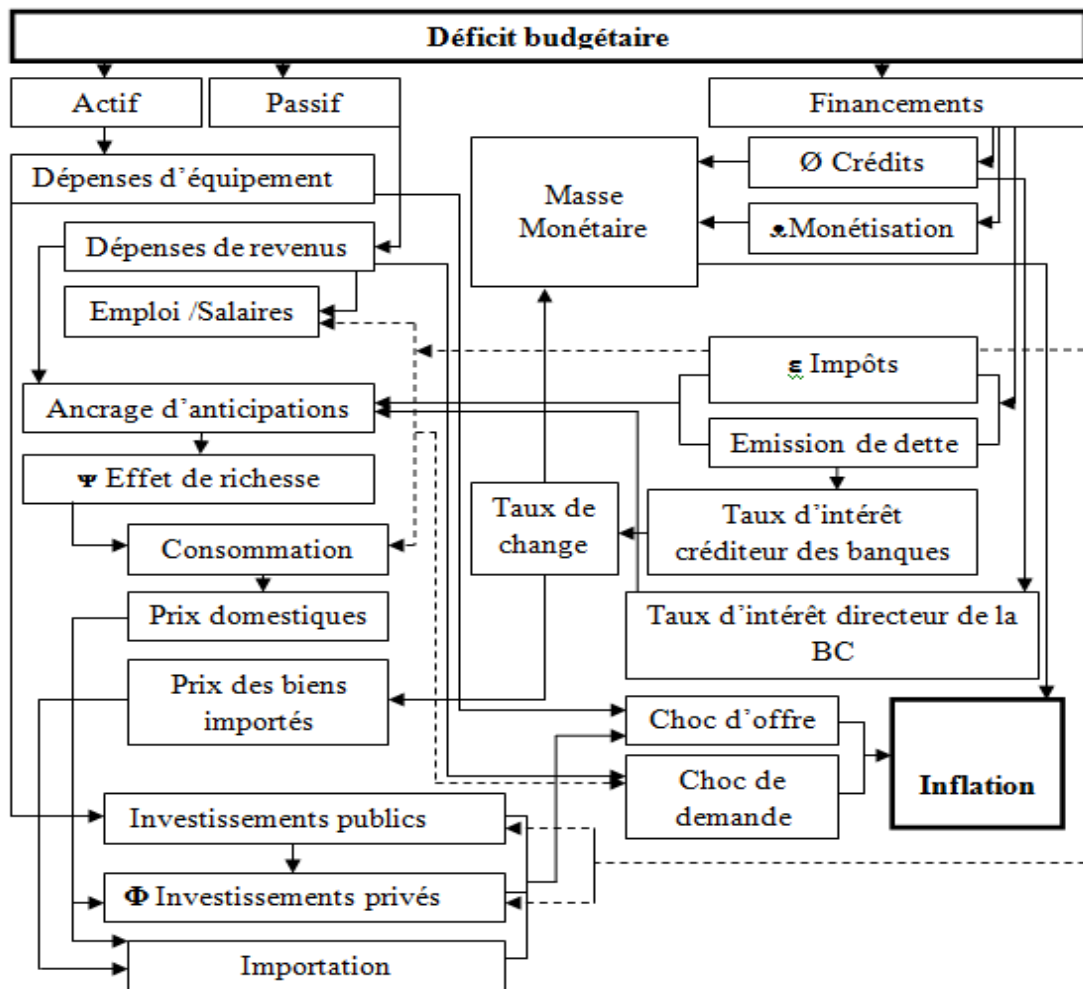 Déficit budgétaire
Actif
Passif
Financements
Dépenses d'équipement
Masse
Monétaire
Ø Crédits
ᴥMonétisation
Dépenses de revenus
Emploi /Salaires
ε Impôts
Ancrage d'anticipations
Emission de dette
Ψ Effet de richesse
Taux de
change
Taux d'intérêt
créditeur des banques
Consommation
Prix domestiques
Taux d'intérêt directeur de la
BC
Prix des biens
importés
Choc d'offre
Choc de
demande
Inflation
Investissements publics
Φ Investissements privés
Importation